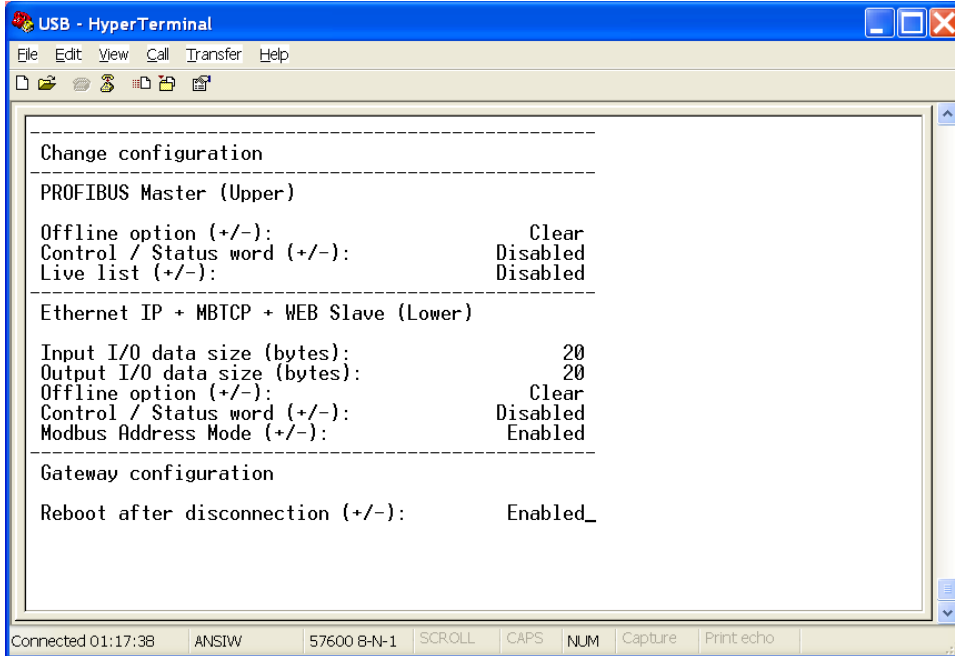 USB - HyperTerminal
File Edit View Call Transfer Help
Change configuration
PROFIBUS Master (Upper)
Offline option (+/-): Clear
Control / Status word (+/-): Disabled
Live list (+/-): Disabled
Ethernet IP + MBTCP + WEB Slave (Lower)
Input I/O data size (bytes): 20
Output I/O data size (bytes): 20
Offline option (+/-): Clear
Control / Status word (+/-): Disabled
Modbus Address Mode (+/-): Enabled
Gateway configuration
Reboot after disconnection (+/-): Enabled_
Connected 01:17:38 ANSIW 57600 8-N-1 SCROLL CAPS NUM Capture Print echo